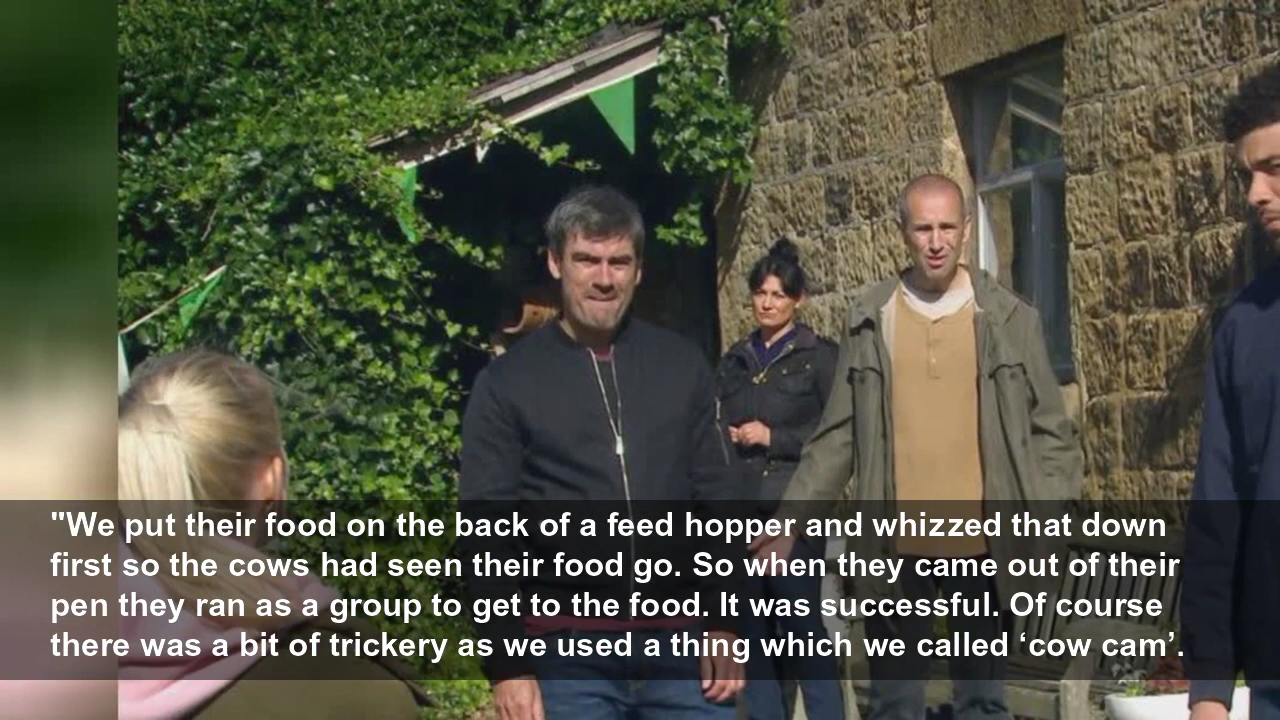 "We put their food on the back of a feed hopper and whizzed that down
first so the cows had seen their food go. So when they came out of their
pen they ran as a group to get to the food. It was successful. Of course
there was a bit of trickery as we used a thing which we called ‘cow cam’.